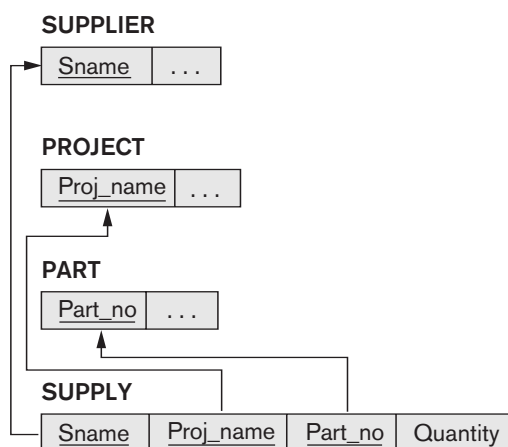 SUPPLIER
Sname ...
PROJECT
Proj_name ...
PART
Part_no ...
SUPPLY
Sname Proj_name Part_no Quantity